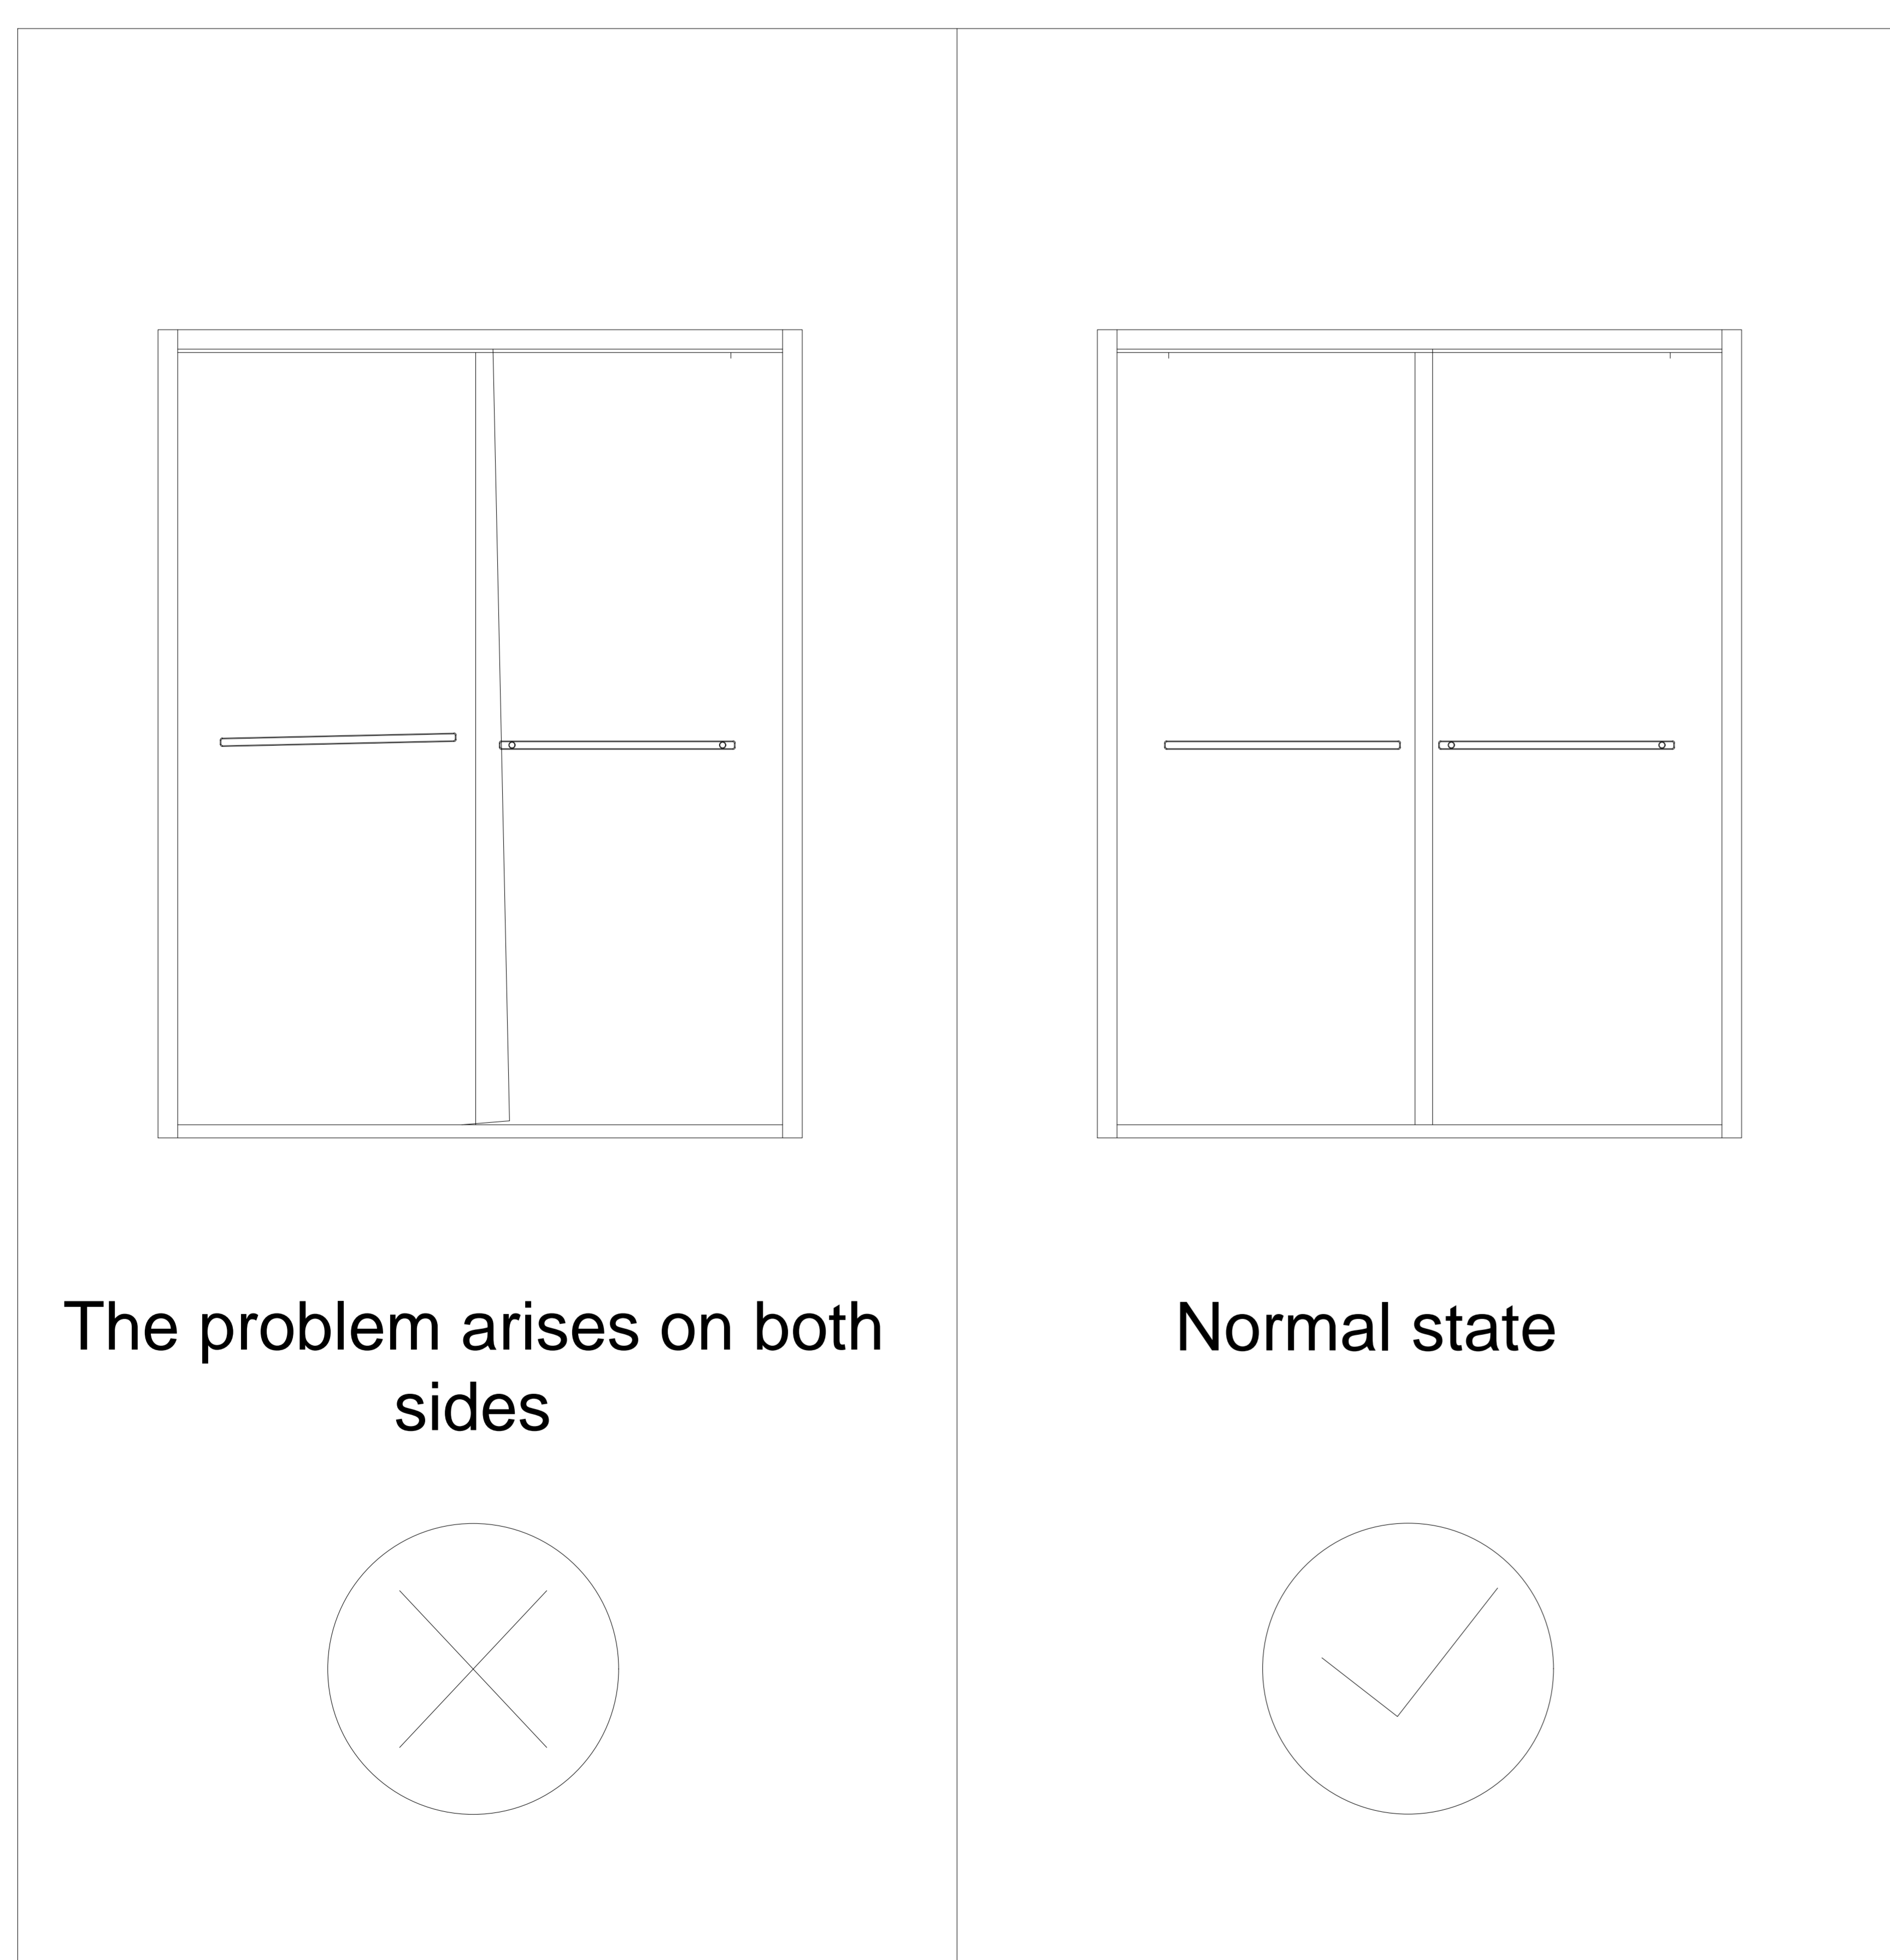 The problem arises on both
sides
Normal state